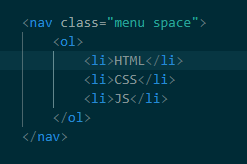 <nav class="menu space">
<ol>
<li>HTML</li>
<li>CSS</li>
<li>JS</li>
</ol>
</nav>